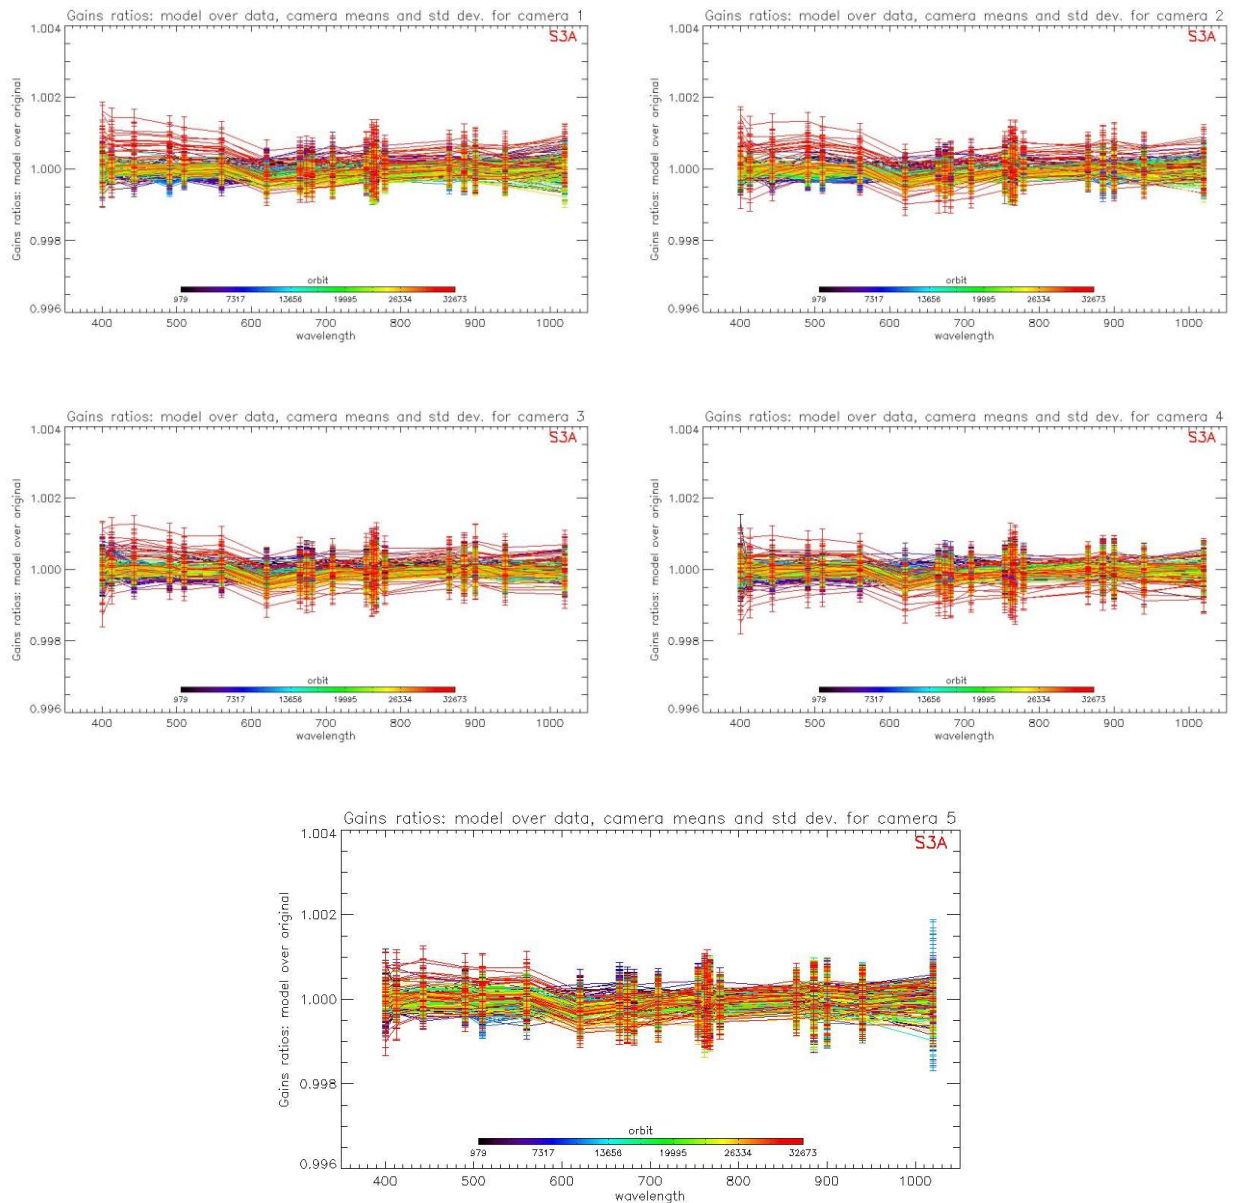 Gains ratios: model over data, camera means and std dev. for camera 1
S3A
Gains ratios: model over original
1.004
1.002
1.000
0.998
0.996
orbit
979 7317 13656 19995 26334 32673
400 500 600 700 800 900 1000
wavelength
Gains ratios: model over data, camera means and std dev. for camera 2
S3A
Gains ratios: model over original
1.004
1.002
1.000
0.998
0.996
orbit
979 7317 13656 19995 26334 32673
400 500 600 700 800 900 1000
wavelength
Gains ratios: model over data, camera means and std dev. for camera 3
S3A
Gains ratios: model over original
1.004
1.002
1.000
0.998
0.996
orbit
979 7317 13656 19995 26334 32673
400 500 600 700 800 900 1000
wavelength
Gains ratios: model over data, camera means and std dev. for camera 4
S3A
Gains ratios: model over original
1.004
1.002
1.000
0.998
0.996
orbit
979 7317 13656 19995 26334 32673
400 500 600 700 800 900 1000
wavelength
Gains ratios: model over data, camera means and std dev. for camera 5
S3A
Gains ratios: model over original
1.004
1.002
1.000
0.998
0.996
orbit
979 7317 13656 19995 26334 32673
400 500 600 700 800 900 1000
wavelength